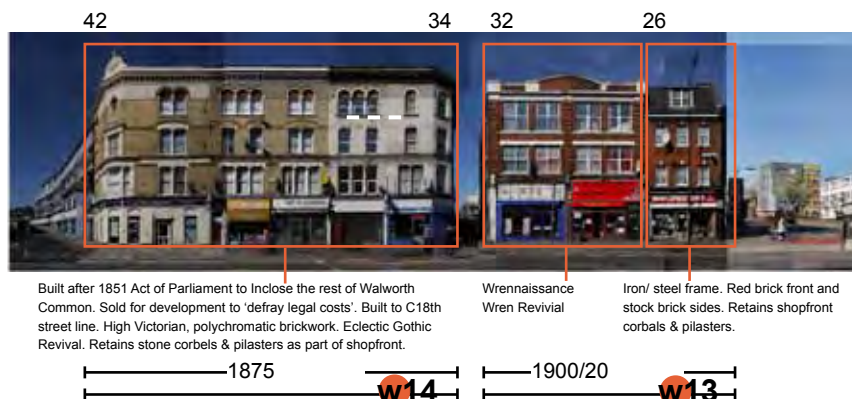 42
34
32
26
Built after 1851 Act of Parliament to Inclose the rest of Walworth
Common. Sold for development to ‘defray legal costs’. Built to C18th
street line. High Victorian, polychromatic brickwork. Eclectic Gothic
Revival. Retains stone corbels & pilasters as part of shopfront.
Wrennaissance
Wren Revivial
Iron/ steel frame. Red brick front and
stock brick sides. Retains shopfront
corbals & pilasters.
1875
1900/20
w14
w13